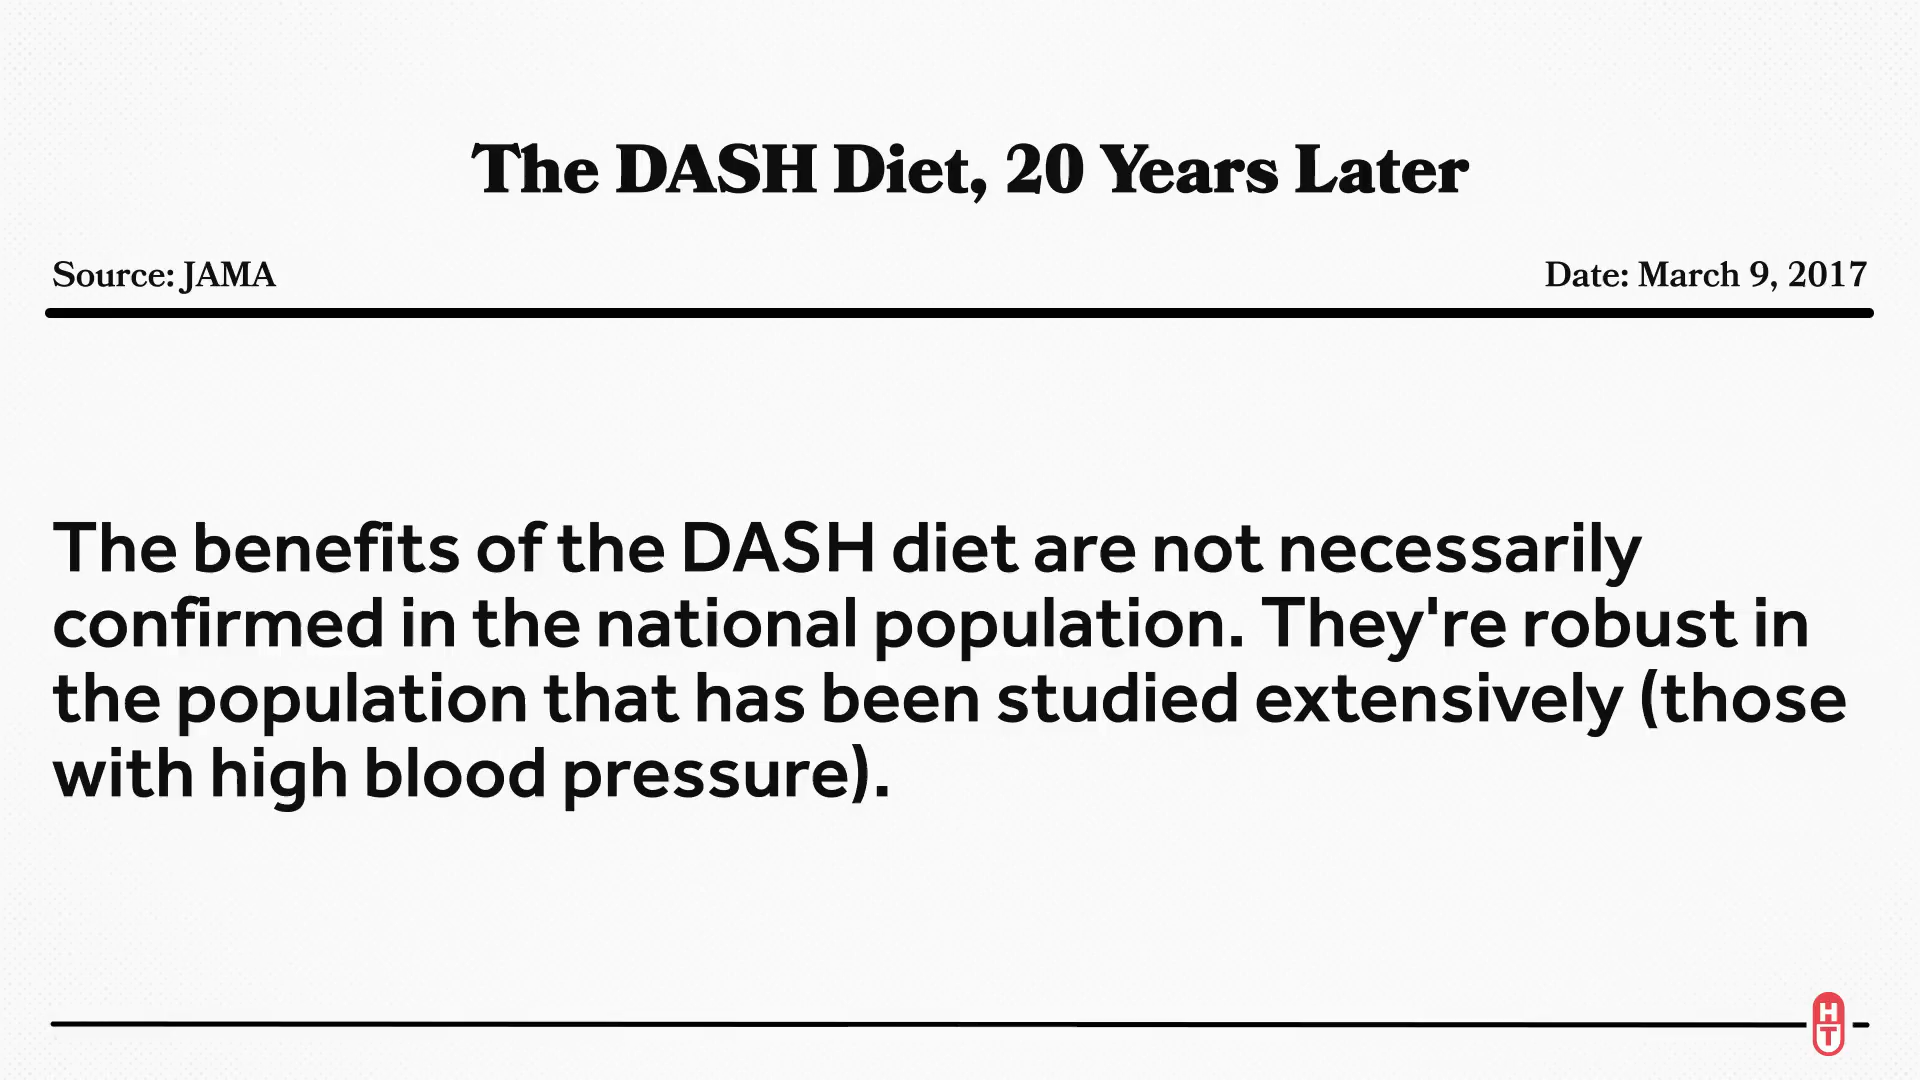 The DASH Diet, 20 Years Later
Source: JAMA
Date: March 9, 2017
The benefits of the DASH diet are not necessarily
confirmed in the national population. They're robust in
the population that has been studied extensively (those
with high blood pressure).
H
T